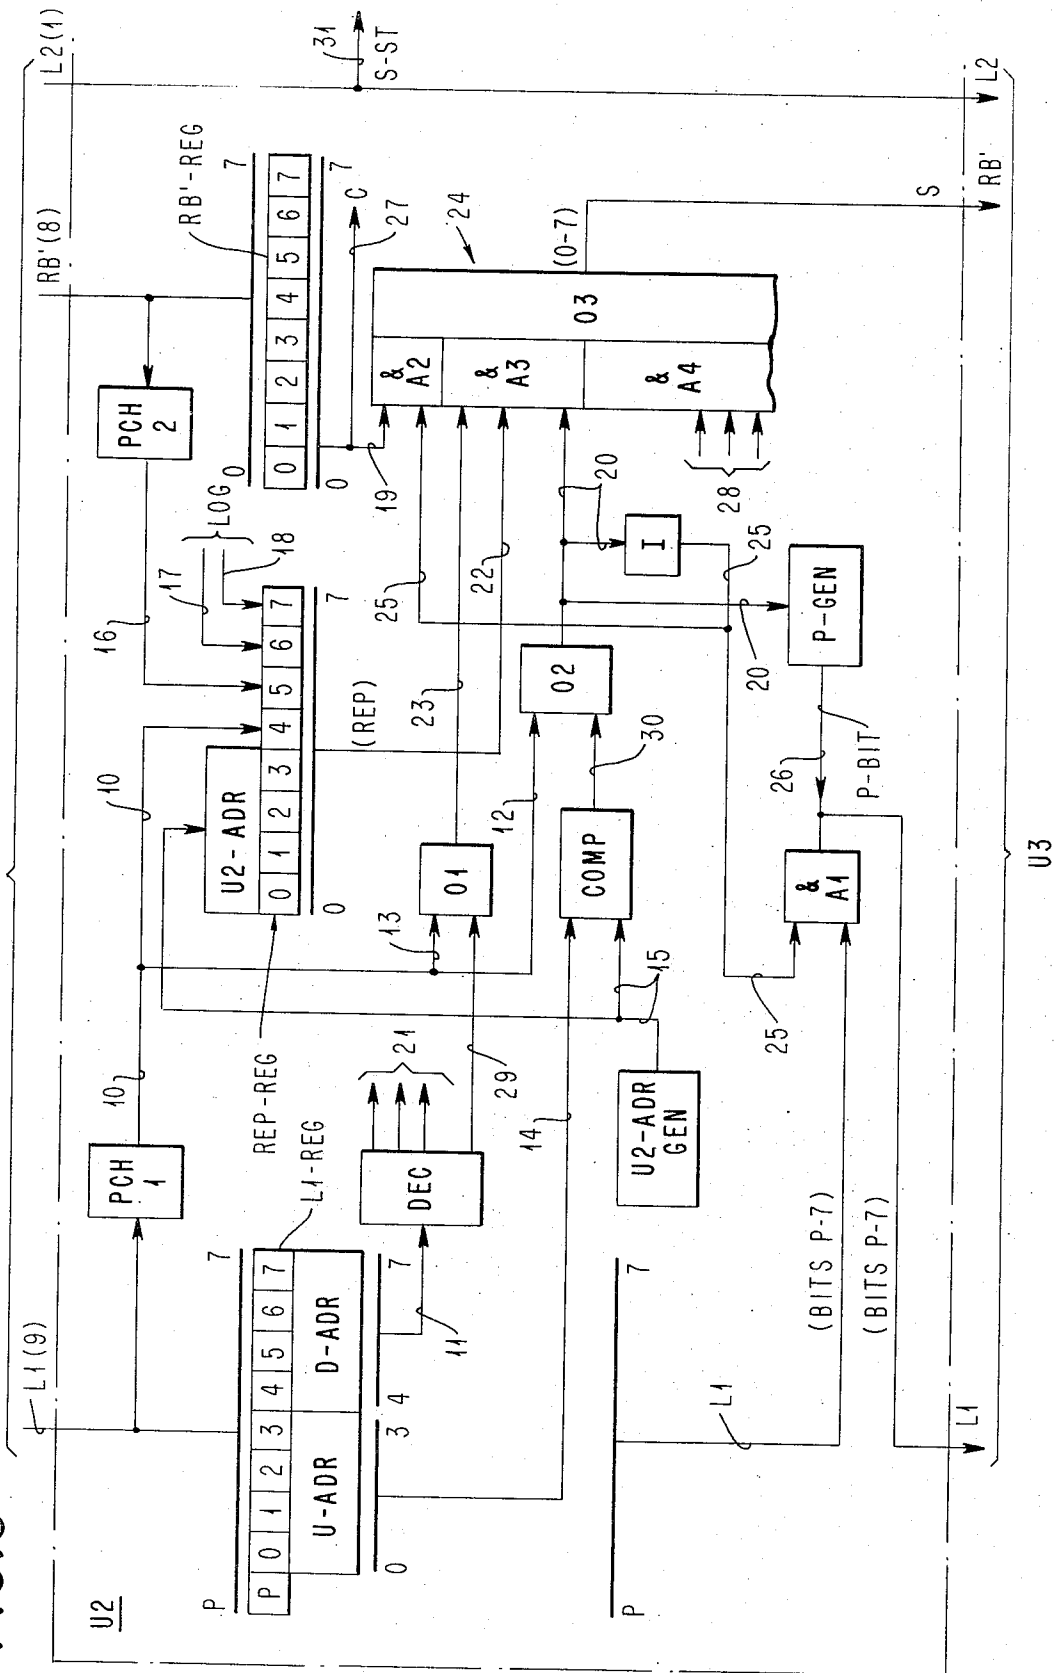 U2
L1(9)
RB'(8)
L2(1)
PCH 1
10
10
16
PCH 2
17
LOG
18
31
S-ST
P
7
P 0 1 2 3 4 5 6 7
L1-REG
U-ADR
D-ADR
0
3
4
7
11
DEC
21
29
REP-REG
U2-ADR
0 1 2 3 4 5 6 7
0
7
(REP)
0
7
0 1 2 3 4 5 6 7
RB'-REG
0
7
C
27
19
13
O1
23
25
22
12
14
15
U2-ADR GEN
COMP
30
O2
20
I
25
20
P-GEN
26
P-BIT
& A1
25
& A2
& A3
& A4
O3
24
28
(0-7)
S
P
7
L1
(BITS P-7)
(BITS P-7)
L1
RB'
L2
U3